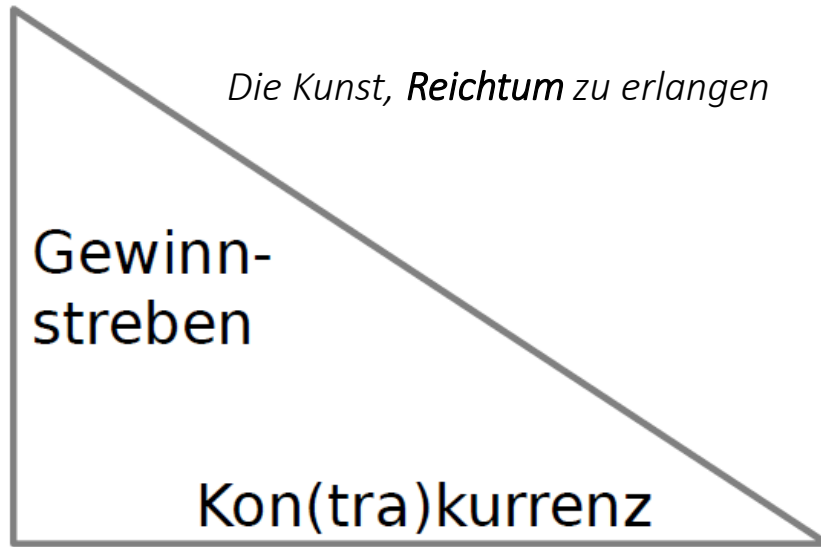 Die Kunst, Reichtum zu erlangen
Gewinn-
streben
Kon(tra)kurrenz